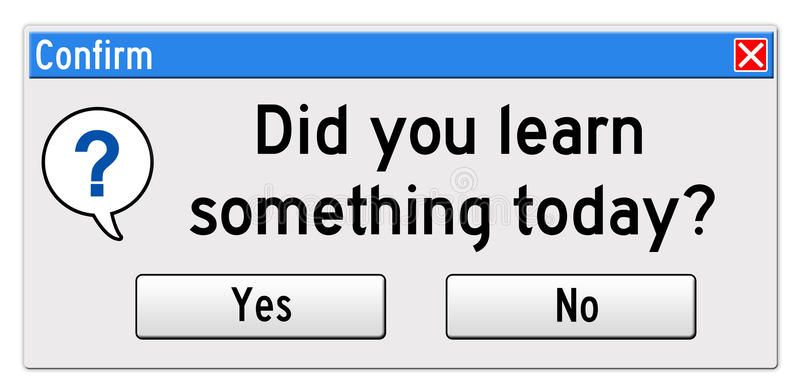 Confirm
?
Did you learn
something today?
Yes
No